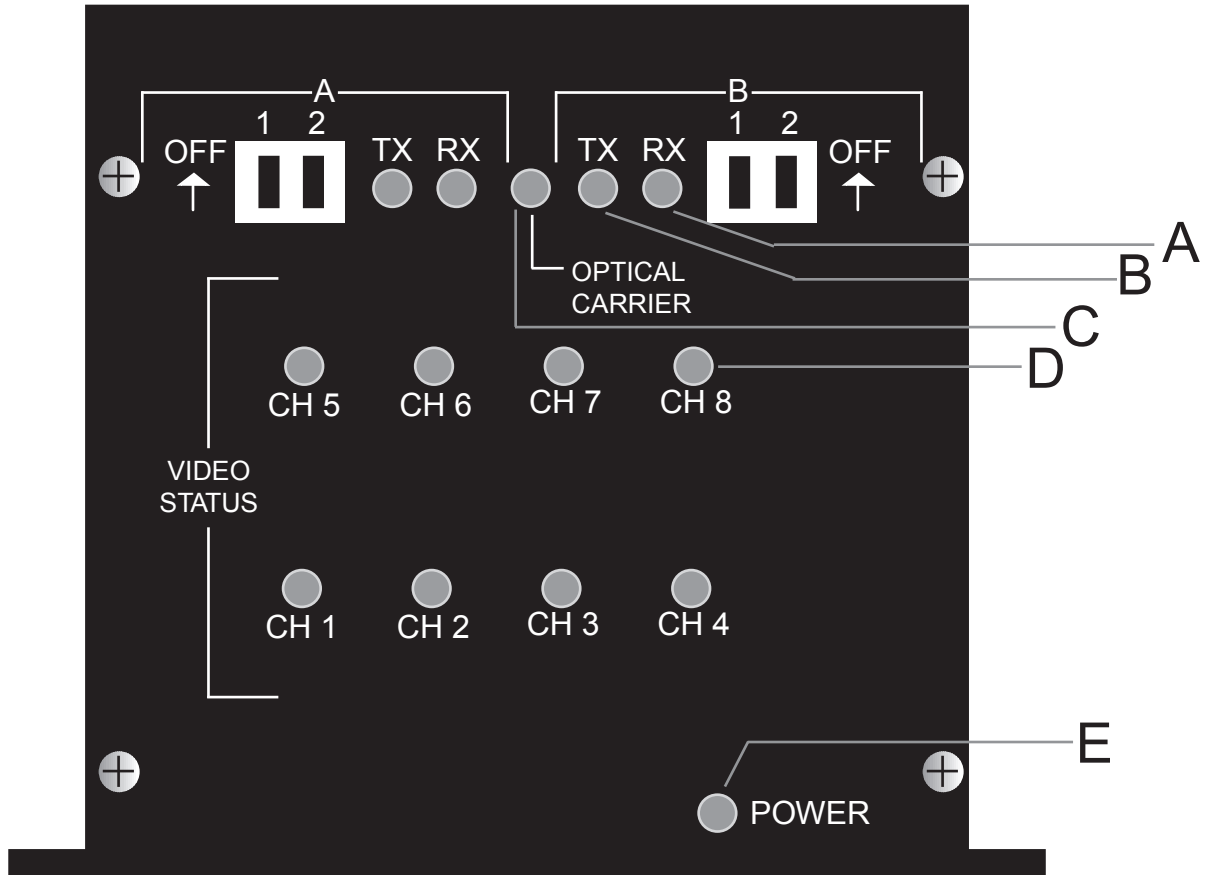 A B
1 2 1 2
OFF TX RX TX RX OFF
A
B
OPTICAL
CARRIER
C
D
CH 5 CH 6 CH 7 CH 8
VIDEO
STATUS
CH 1 CH 2 CH 3 CH 4
E
POWER